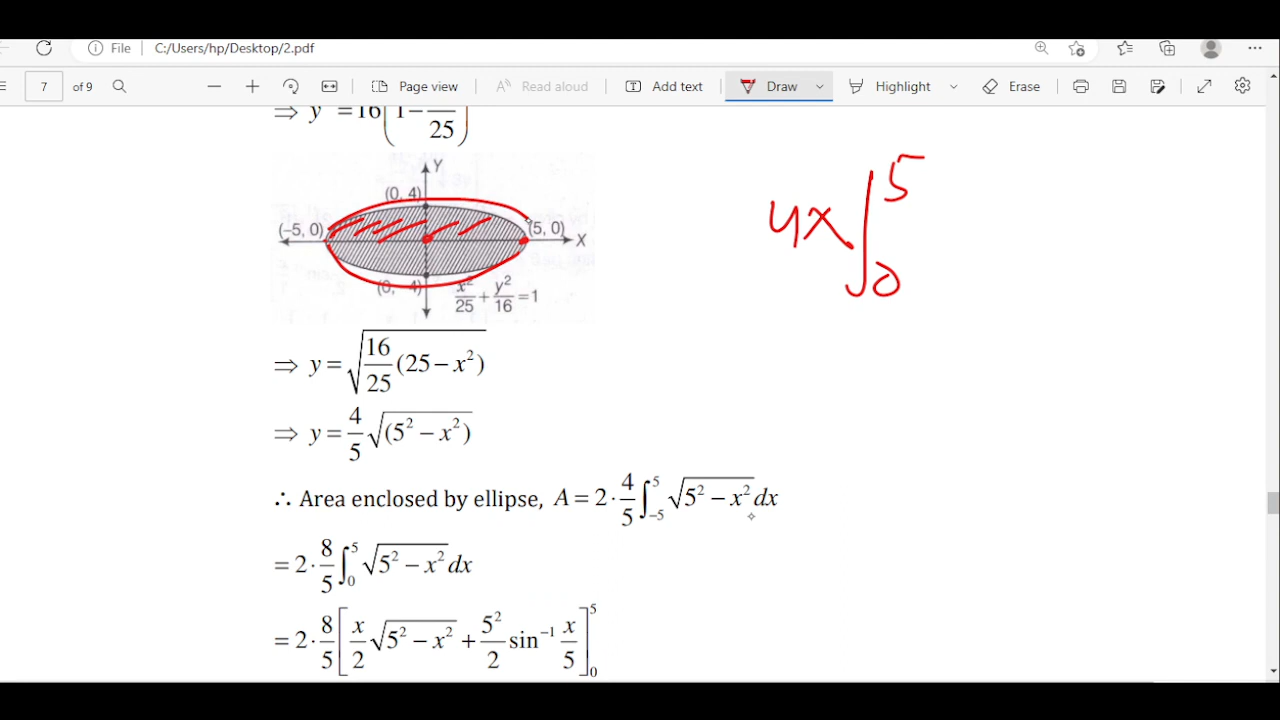 File C:/Users/hp/Desktop/2.pdf
7 of 9 Page view Read aloud Add text Draw Highlight Erase
⇒ y = 16(1 − /25)
Y
(0, 4)
(−5, 0) (5, 0) X
(0, 4)
x²/25 + y²/16 = 1
4x ∫₀⁵
⇒ y = √(16/25 (25 − x²))
⇒ y = 4/5 √(5² − x²)
∴ Area enclosed by ellipse, A = 2 · 4/5 ∫₋₅⁵ √(5² − x²) dx
= 2 · 8/5 ∫₀⁵ √(5² − x²) dx
= 2 · 8/5 [x/2 √(5² − x²) + 5²/2 sin⁻¹ x/5]₀⁵